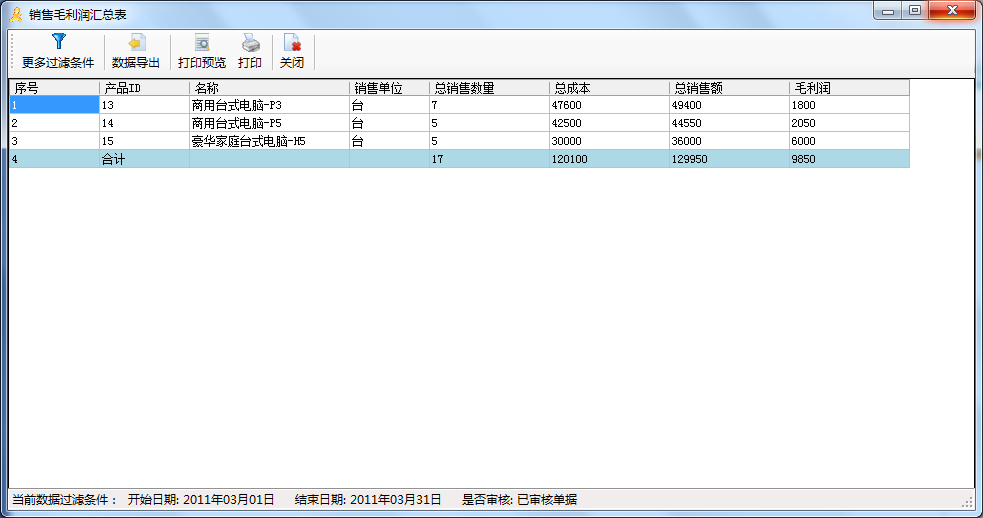 销售毛利润汇总表
更多过滤条件 数据导出 打印预览 打印 关闭
序号 产品ID 名称 销售单位 总销售数量 总成本 总销售额 毛利润
1 13 商用台式电脑-P3 台 7 47600 49400 1800
2 14 商用台式电脑-P5 台 5 42500 44550 2050
3 15 豪华家庭台式电脑-H5 台 5 30000 36000 6000
4 合计 17 120100 129950 9850
当前数据过滤条件： 开始日期: 2011年03月01日 结束日期: 2011年03月31日 是否审核: 已审核单据